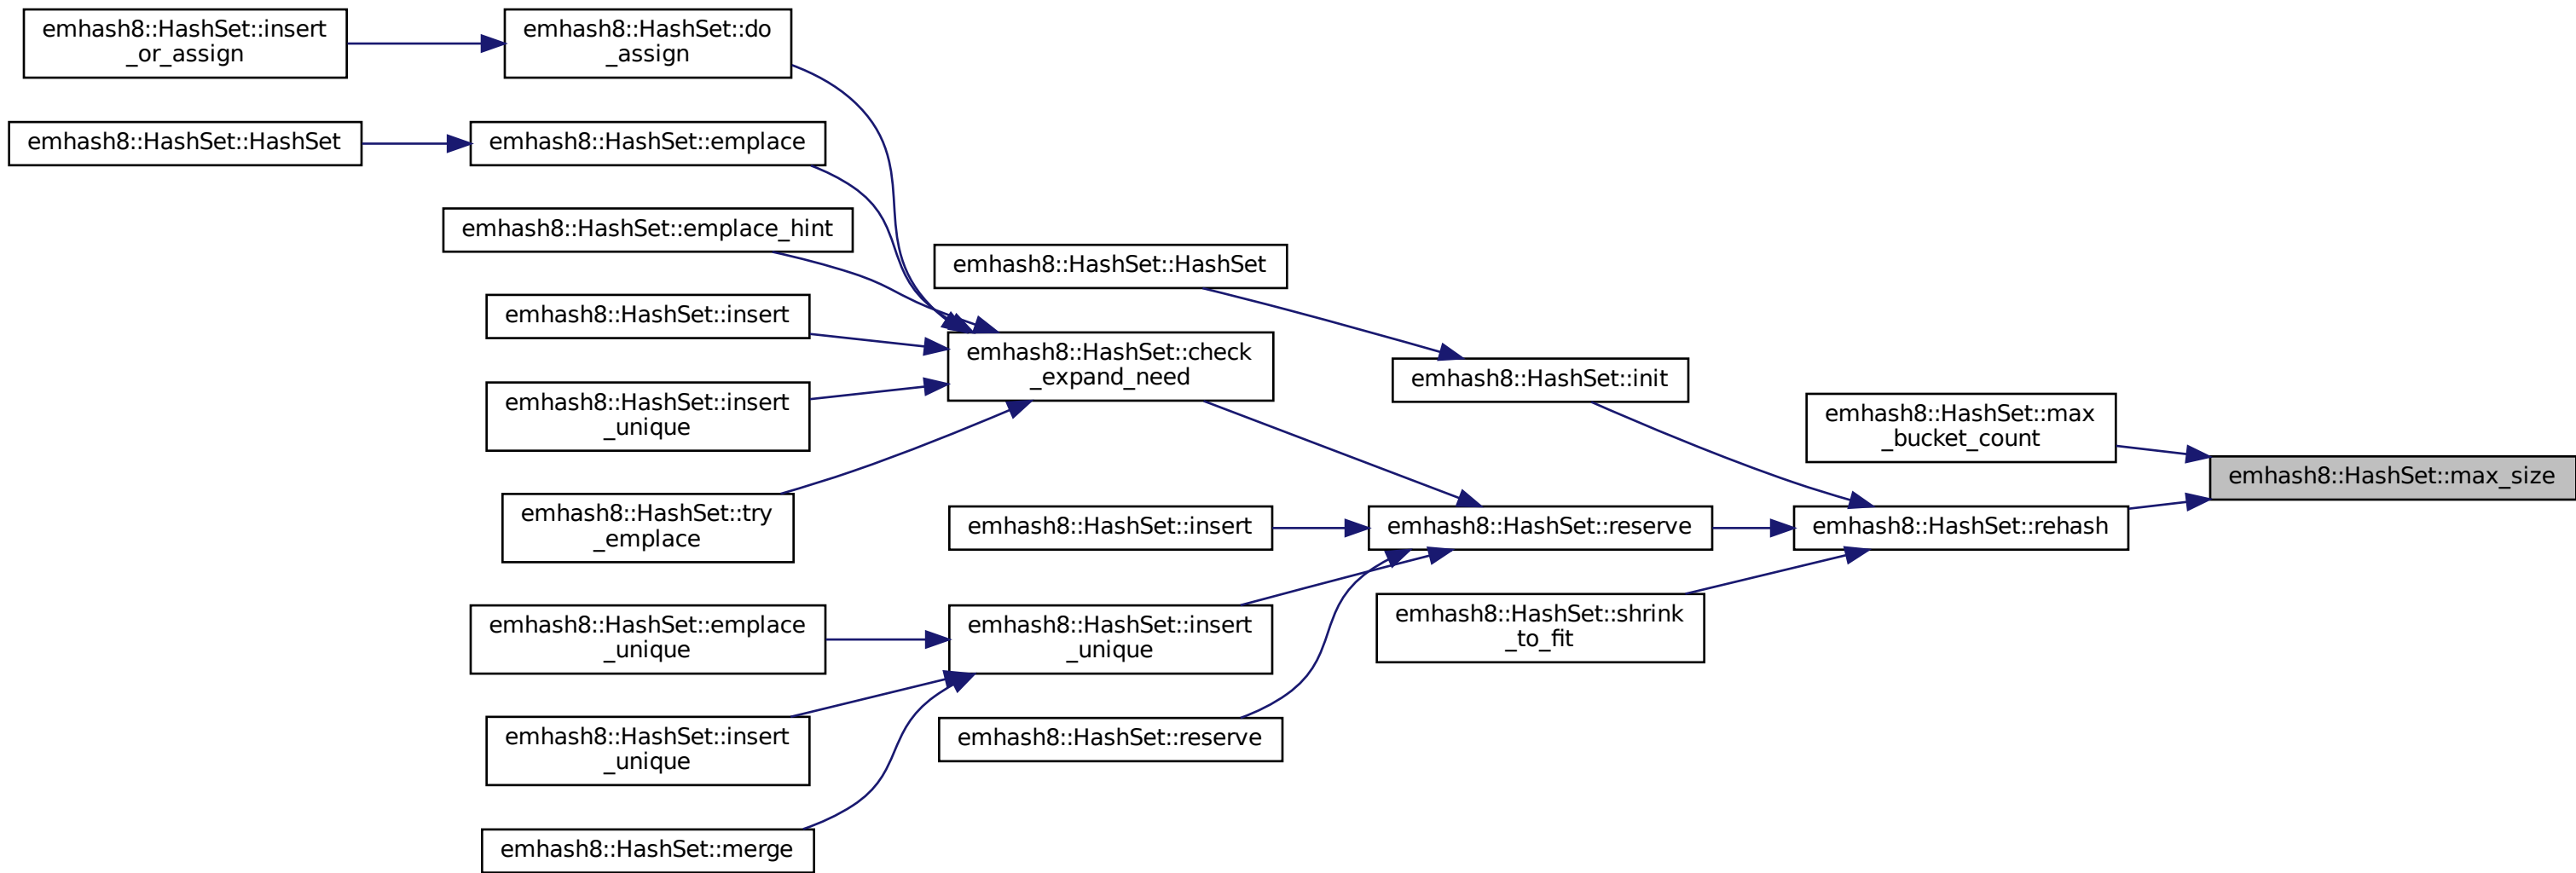 emhash8::HashSet::insert
_or_assign
emhash8::HashSet::do
_assign
emhash8::HashSet::HashSet
emhash8::HashSet::emplace
emhash8::HashSet::emplace_hint
emhash8::HashSet::HashSet
emhash8::HashSet::insert
emhash8::HashSet::check
_expand_need
emhash8::HashSet::init
emhash8::HashSet::insert
_unique
emhash8::HashSet::max
_bucket_count
emhash8::HashSet::max_size
emhash8::HashSet::try
_emplace
emhash8::HashSet::insert
emhash8::HashSet::reserve
emhash8::HashSet::rehash
emhash8::HashSet::shrink
_to_fit
emhash8::HashSet::emplace
_unique
emhash8::HashSet::insert
_unique
emhash8::HashSet::insert
_unique
emhash8::HashSet::reserve
emhash8::HashSet::merge